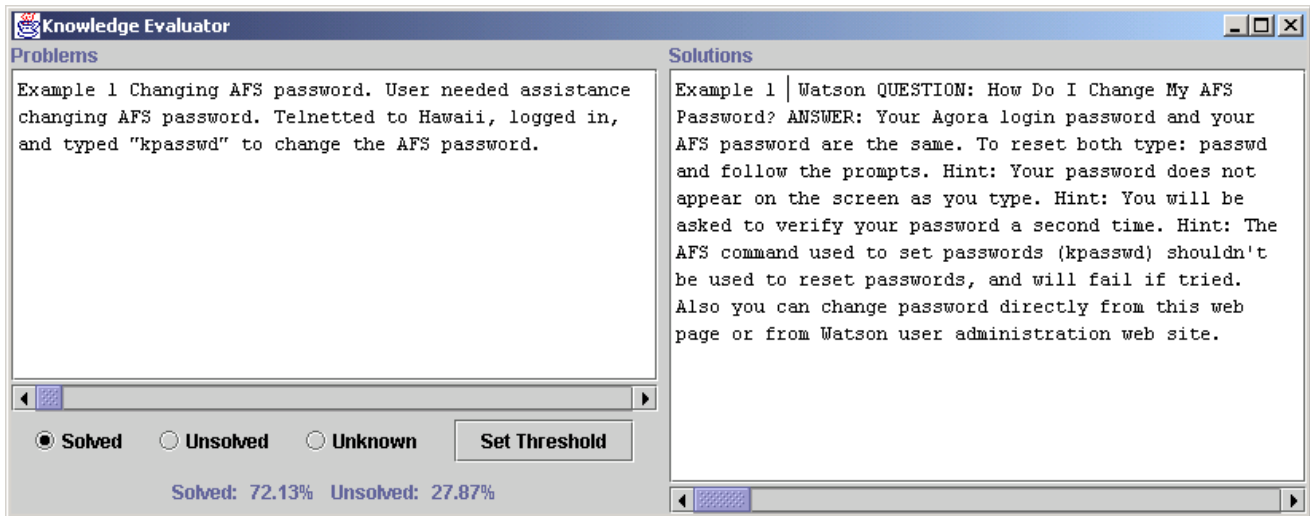 Knowledge Evaluator
Problems
Example 1 Changing AFS password. User needed assistance
changing AFS password. Telnetted to Hawaii, logged in,
and typed "kpasswd" to change the AFS password.
Solved Unsolved Unknown Set Threshold
Solved: 72.13% Unsolved: 27.87%
Solutions
Example 1 | Watson QUESTION: How Do I Change My AFS
Password? ANSWER: Your Agora login password and your
AFS password are the same. To reset both type: passwd
and follow the prompts. Hint: Your password does not
appear on the screen as you type. Hint: You will be
asked to verify your password a second time. Hint: The
AFS command used to set passwords (kpasswd) shouldn't
be used to reset passwords, and will fail if tried.
Also you can change password directly from this web
page or from Watson user administration web site.